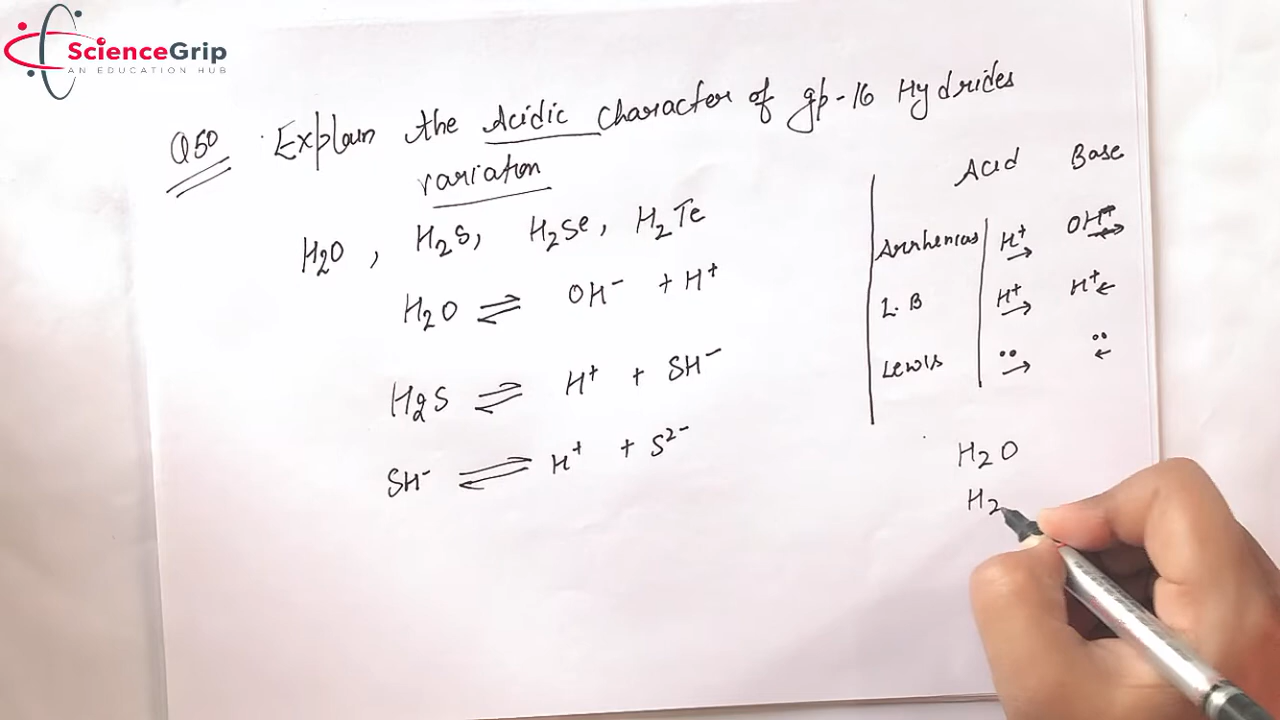 ScienceGrip
AN EDUCATION HUB
Q50 Explain the Acidic Character of gp-16 Hydrides
variation
H2O , H2S, H2Se, H2Te
H2O ⇌ OH⁻ + H⁺
H2S ⇌ H⁺ + SH⁻
SH⁻ ⇌ H⁺ + S²⁻
Acid Base
Arrhenias H⁺ → OH⁻
L.B H⁺ → H⁺ ←
Lewis •• → •• ←
H2O
H2